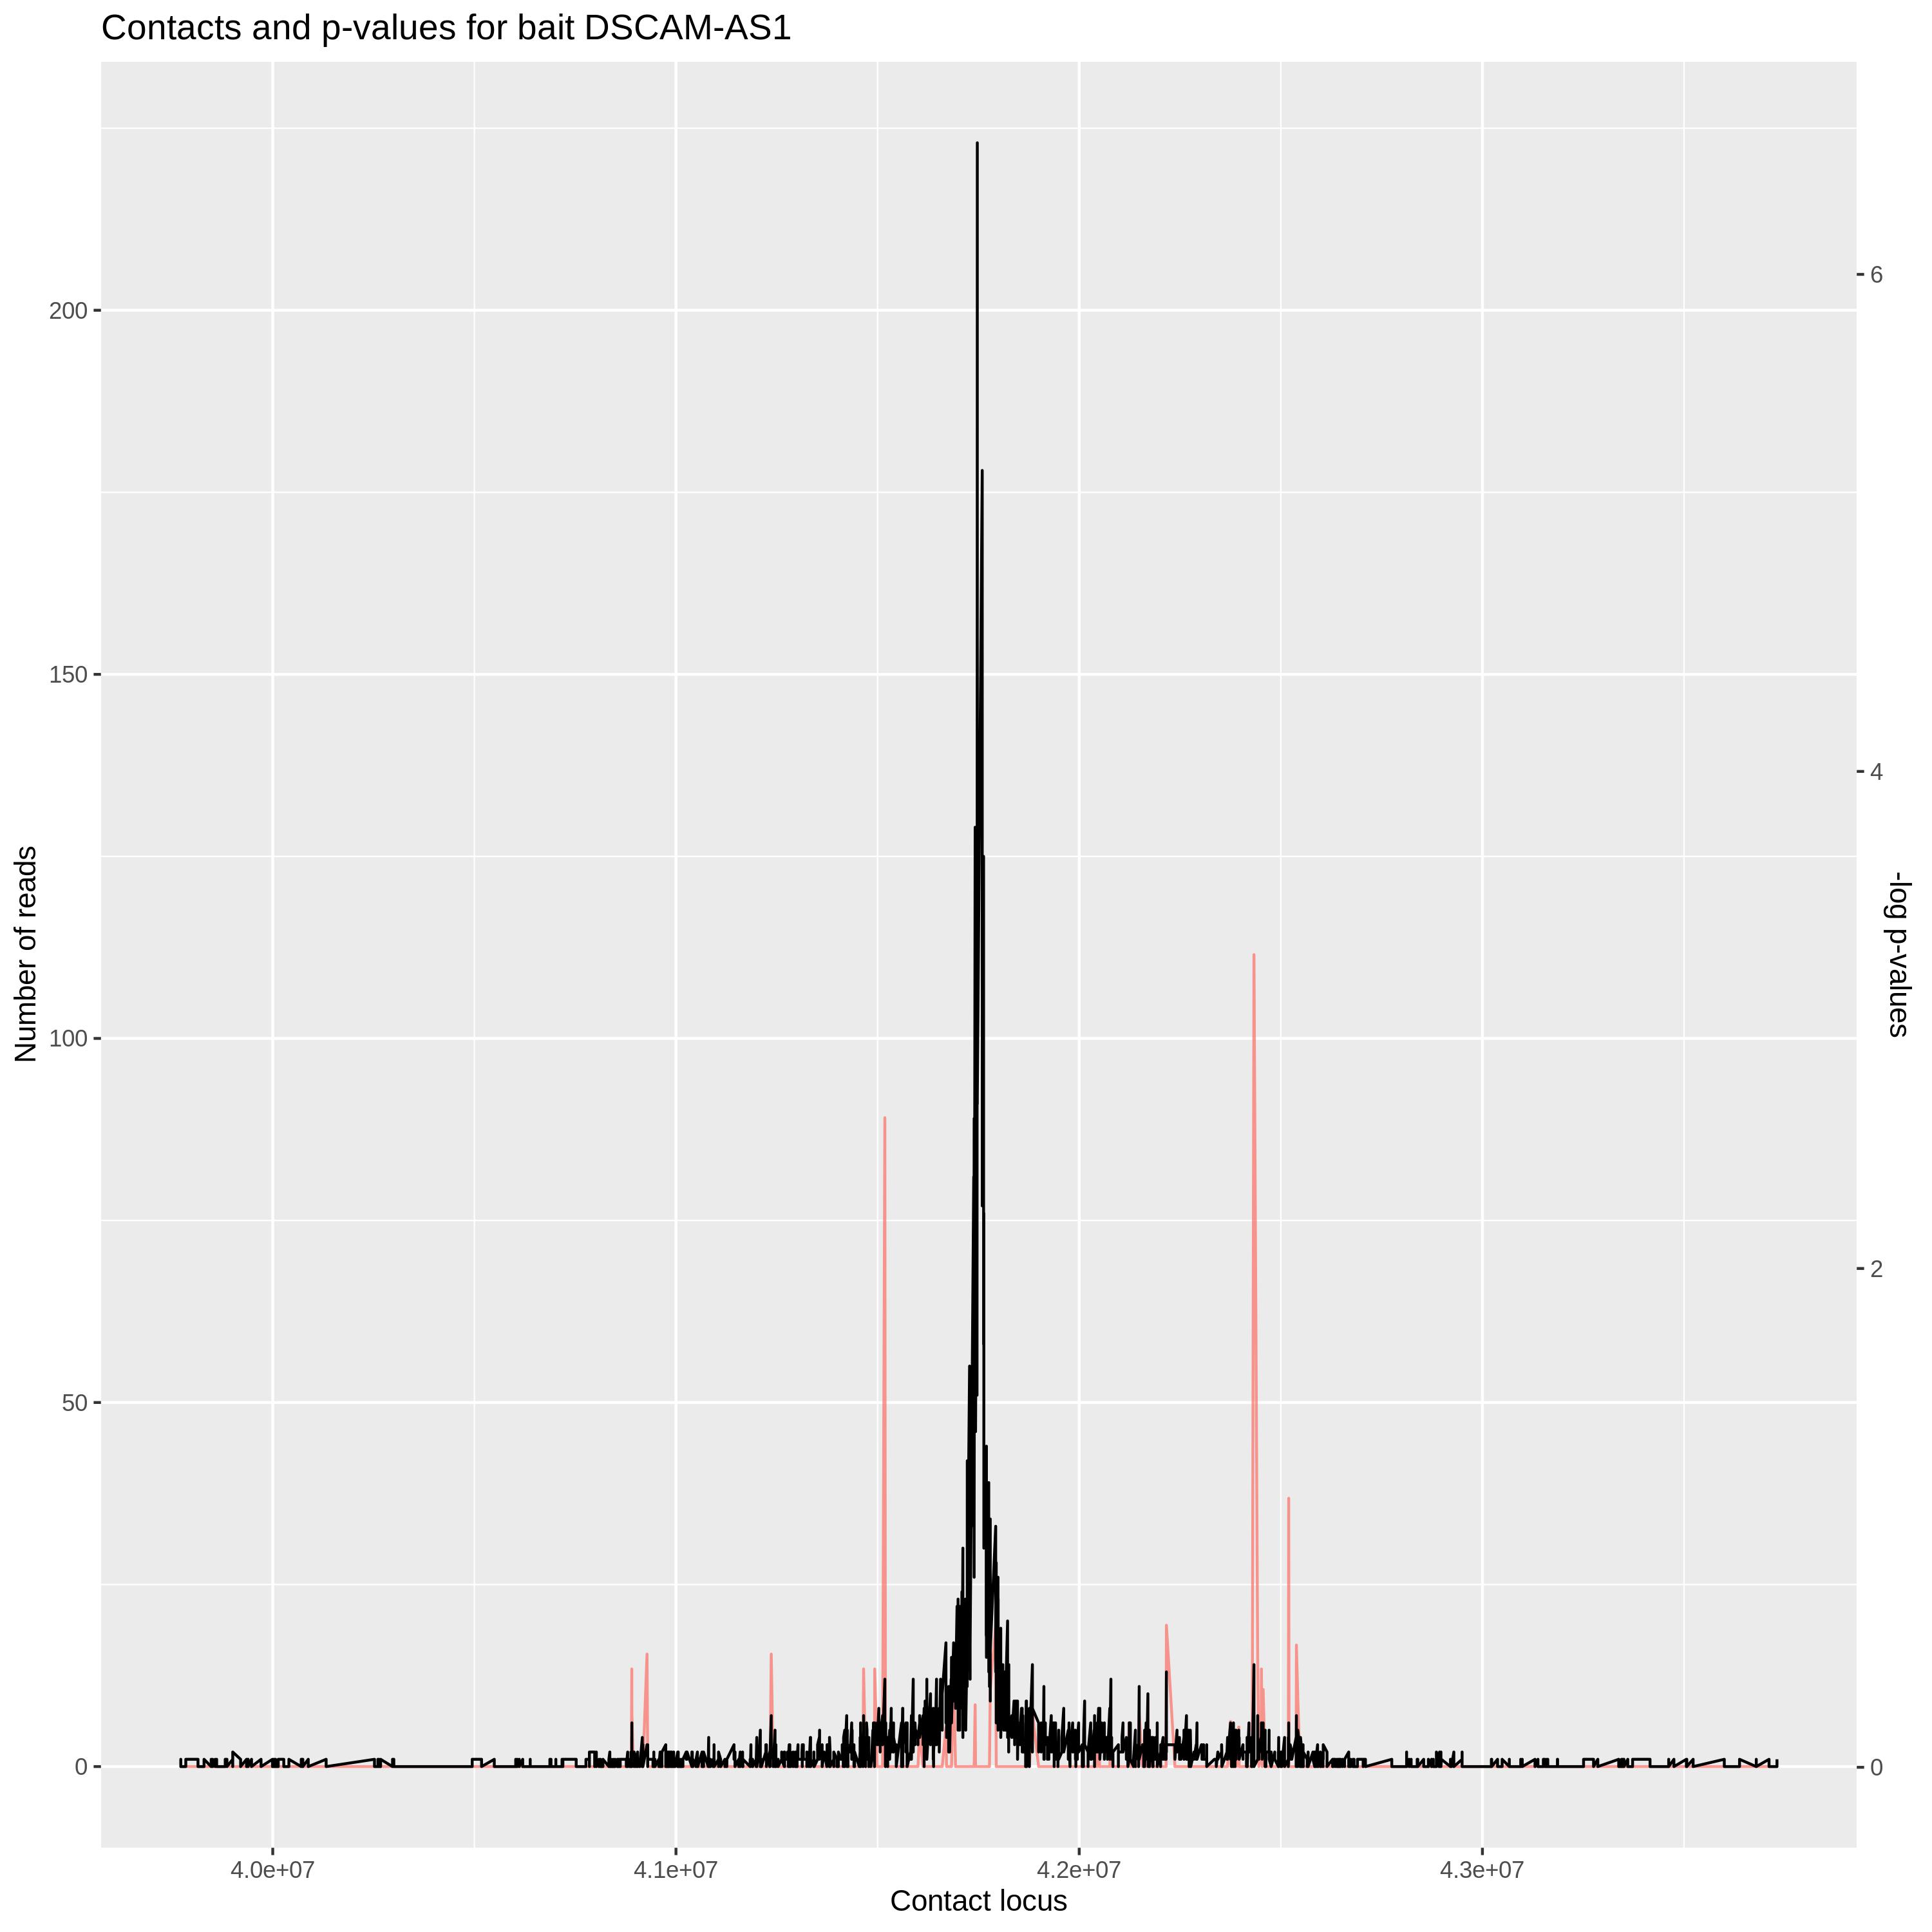 Contacts and p-values for bait DSCAM-AS1
Number of reads
200
150
100
50
0
6
4
2
0
-log p-values
4.0e+07
4.1e+07
4.2e+07
4.3e+07
Contact locus